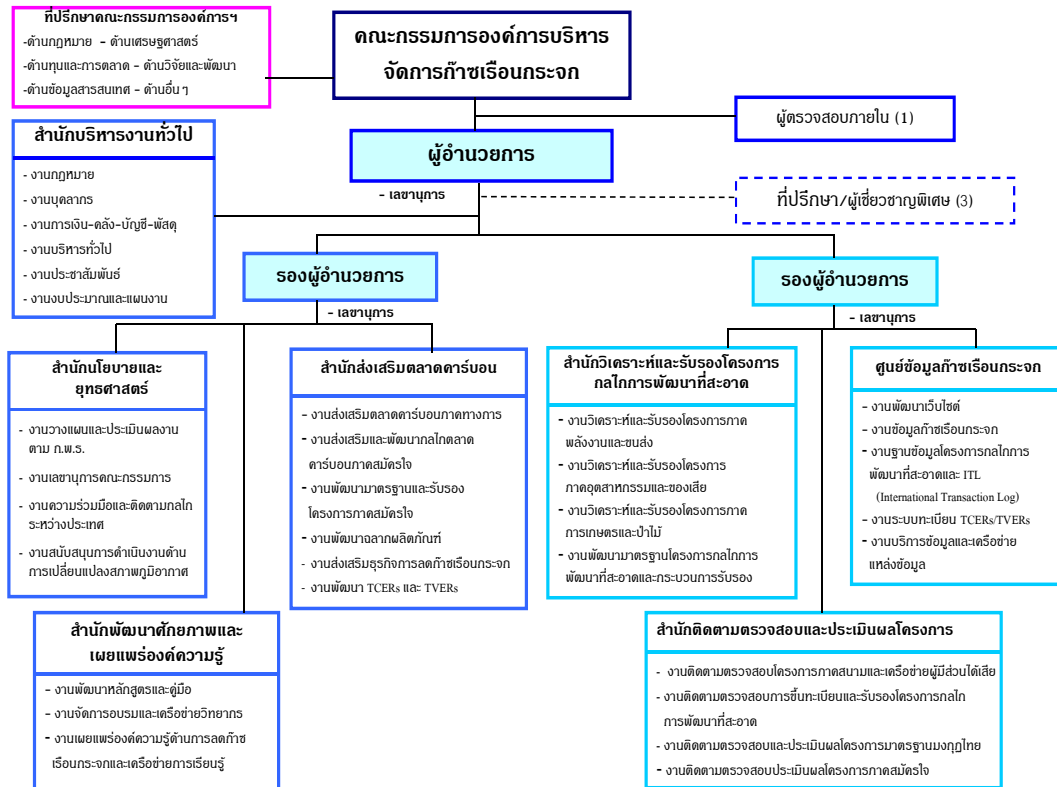 ที่ปรึกษาคณะกรรมการองค์การฯ
-ด้านกฎหมาย - ด้านเศรษฐศาสตร์
-ด้านทุนและการตลาด - ด้านวิจัยและพัฒนา
-ด้านข้อมูลสารสนเทศ - ด้านอื่น ๆ
คณะกรรมการองค์การบริหาร
จัดการก๊าซเรือนกระจก
ผู้ตรวจสอบภายใน (1)
ผู้อำนวยการ
- เลขานุการ
ที่ปรึกษา/ผู้เชี่ยวชาญพิเศษ (3)
สำนักบริหารงานทั่วไป
- งานกฎหมาย
- งานบุคลากร
- งานการเงิน-คลัง-บัญชี-พัสดุ
- งานบริหารทั่วไป
- งานประชาสัมพันธ์
- งานงบประมาณและแผนงาน
รองผู้อำนวยการ
- เลขานุการ
รองผู้อำนวยการ
- เลขานุการ
สำนักนโยบายและ
ยุทธศาสตร์
- งานวางแผนและประเมินผลงาน
ตาม ก.พ.ร.
- งานเลขานุการคณะกรรมการ
- งานความร่วมมือและติดตามกลไก
ระหว่างประเทศ
- งานสนับสนุนการดำเนินงานด้าน
การเปลี่ยนแปลงสภาพภูมิอากาศ
สำนักส่งเสริมตลาดคาร์บอน
- งานส่งเสริมตลาดคาร์บอนภาคทางการ
- งานส่งเสริมและพัฒนากลไกตลาด
คาร์บอนภาคสมัครใจ
- งานพัฒนามาตรฐานและรับรอง
โครงการภาคสมัครใจ
- งานพัฒนาฉลากผลิตภัณฑ์
- งานส่งเสริมธุรกิจการลดก๊าซเรือนกระจก
- งานพัฒนา TCERs และ TVERs
สำนักวิเคราะห์และรับรองโครงการ
กลไกการพัฒนาที่สะอาด
- งานวิเคราะห์และรับรองโครงการภาค
พลังงานและขนส่ง
- งานวิเคราะห์และรับรองโครงการ
ภาคอุตสาหกรรมและของเสีย
- งานวิเคราะห์และรับรองโครงการภาค
การเกษตรและป่าไม้
- งานพัฒนามาตรฐานโครงการกลไกการ
พัฒนาที่สะอาดและกระบวนการรับรอง
ศูนย์ข้อมูลก๊าซเรือนกระจก
- งานพัฒนาเว็บไซต์
- งานข้อมูลก๊าซเรือนกระจก
- งานฐานข้อมูลโครงการกลไกการ
พัฒนาที่สะอาดและ ITL
(International Transaction Log)
- งานระบบทะเบียน TCERs/TVERs
- งานบริการข้อมูลและเครือข่าย
แหล่งข้อมูล
สำนักพัฒนาศักยภาพและ
เผยแพร่องค์ความรู้
- งานพัฒนาหลักสูตรและคู่มือ
- งานจัดการอบรมและเครือข่ายวิทยากร
- งานเผยแพร่องค์ความรู้ด้านการลดก๊าซ
เรือนกระจกและเครือข่ายการเรียนรู้
สำนักติดตามตรวจสอบและประเมินผลโครงการ
- งานติดตามตรวจสอบโครงการภาคสนามและเครือข่ายผู้มีส่วนได้เสีย
- งานติดตามตรวจสอบการขึ้นทะเบียนและรับรองโครงการกลไก
การพัฒนาที่สะอาด
- งานติดตามตรวจสอบและประเมินผลโครงการมาตรฐานมงกุฎไทย
- งานติดตามตรวจสอบประเมินผลโครงการภาคสมัครใจ